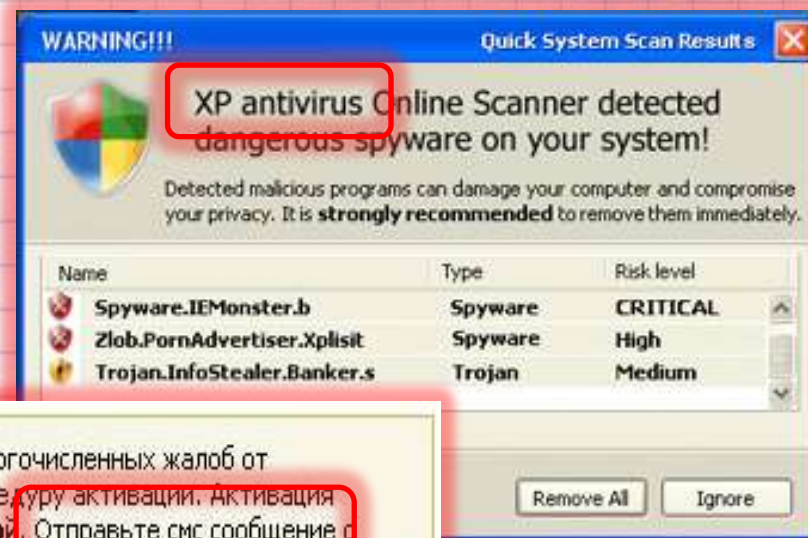 WARNING!!! Quick System Scan Results
XP antivirus Online Scanner detected
dangerous spyware on your system!
Detected malicious programs can damage your computer and compromise
your privacy. It is strongly recommended to remove them immediately.
Name Type Risk level
Spyware.IEMonster.b Spyware CRITICAL
Zlob.PornAdvertiser.Xplisit Spyware High
Trojan.InfoStealer.Banker.s Trojan Medium
Remove All Ignore
жалоб от
активации. Активация
Отправьте смс сообщение